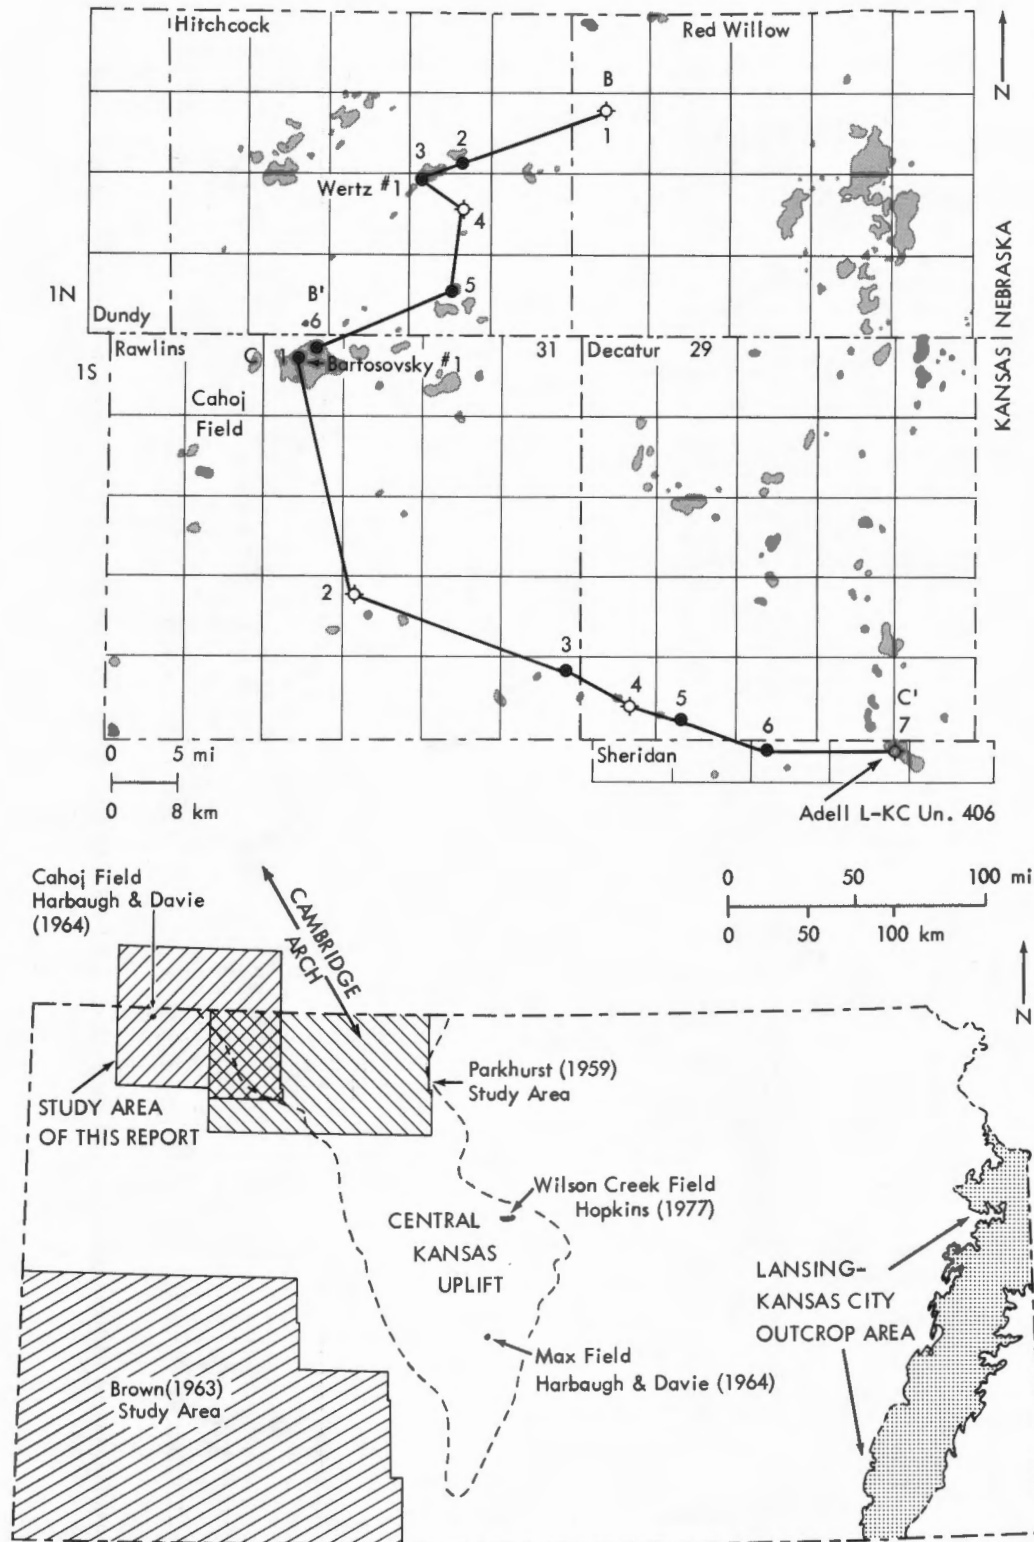 Hitchcock
Red Willow
N
B
1
2
3
Wertz #1
4
5
1N
B'
6
Dundy
Rawlins
C
1
Bartosovsky #1
31
Decatur
29
KANSAS
NEBRASKA
1S
Cahoj
Field
2
3
4
5
6
C'
7
0
5 mi
Sheridan
0
8 km
Adell L-KC Un. 406
Cahoj Field
Harbaugh & Davie
(1964)
CAMBRIDGE
ARCH
0
50
100 mi
0
50
100 km
N
Parkhurst (1959)
Study Area
STUDY AREA
OF THIS REPORT
Wilson Creek Field
Hopkins (1977)
CENTRAL
KANSAS
UPLIFT
LANSING-
KANSAS CITY
OUTCROP AREA
Max Field
Harbaugh & Davie (1964)
Brown(1963)
Study Area